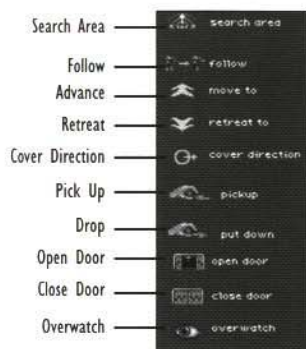 Search Area
search area
Follow
follow
Advance
move to
Retreat
retreat to
Cover Direction
cover direction
Pick Up
pickup
Drop
put down
Open Door
open door
Close Door
close door
Overwatch
overwatch